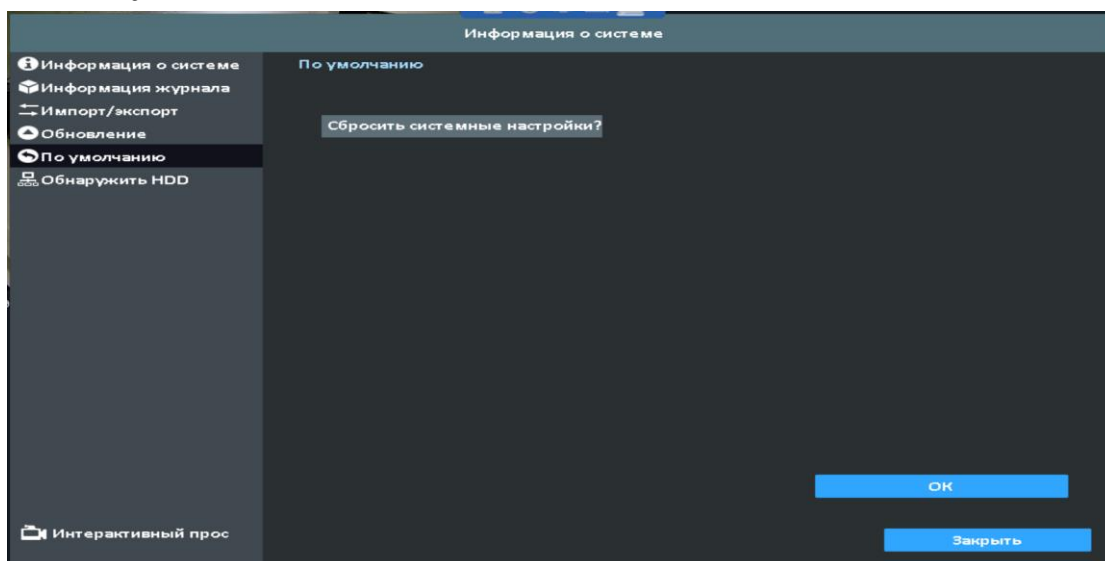 Информация о системе
Информация о системе
Информация журнала
Импорт/экспорт
Обновление
По умолчанию
Обнаружить HDD
Интерактивный прос
По умолчанию
Сбросить системные настройки?
ОК
Закрыть